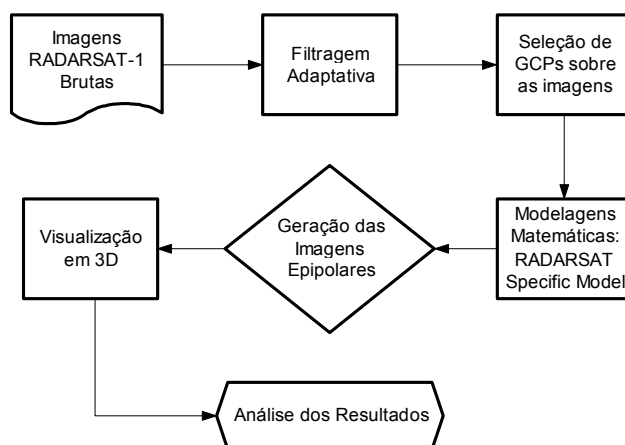 Imagens
RADARSAT-1
Brutas
Filtragem
Adaptativa
Seleção de
GCPs sobre
as imagens
Modelagens
Matemáticas:
RADARSAT
Specific Model
Geração das
Imagens
Epipolares
Visualização
em 3D
Análise dos Resultados